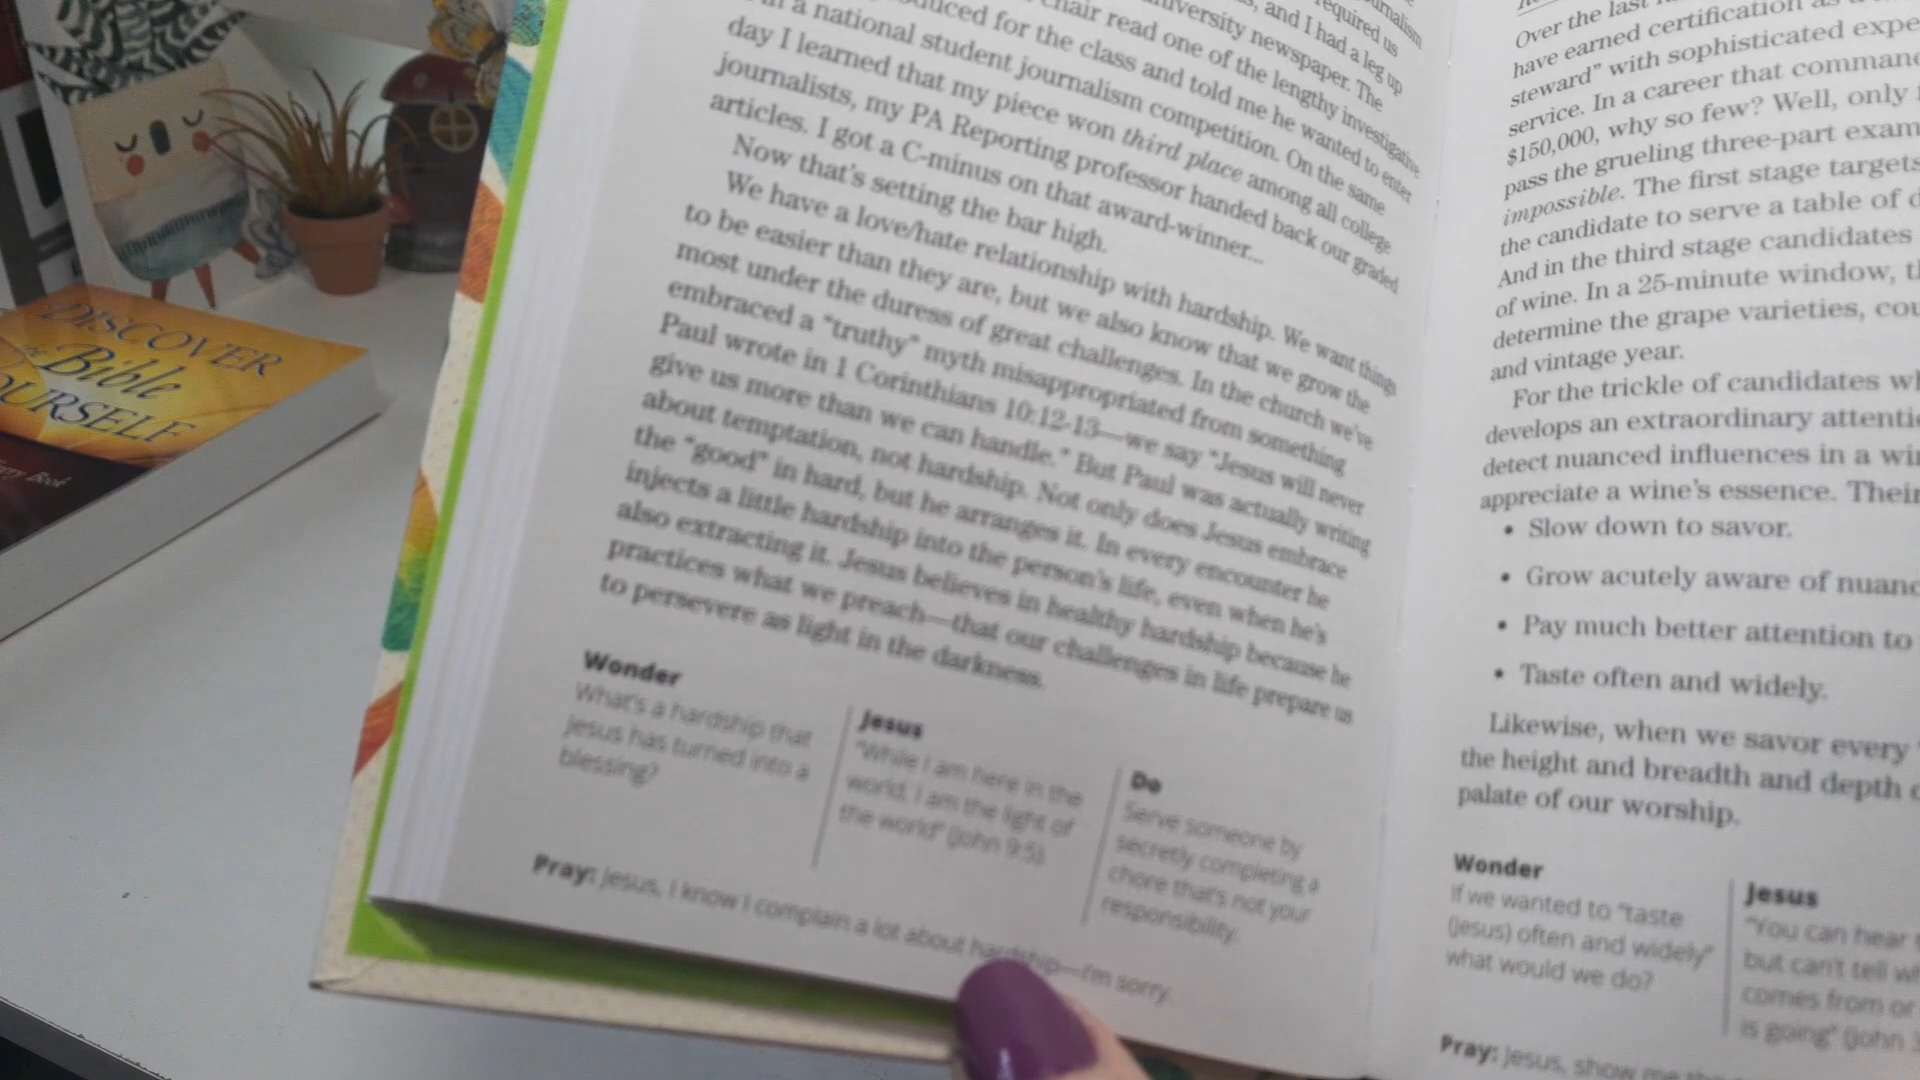 DISCOVER
the Bible
OURSELF
Book
urnalism
required us
s, and I had a leg up
university newspaper. The
chair read one of the lengthy investigative
duced for the class and told me he wanted to enter
in a national student journalism competition. On the same
day I learned that my piece won third place among all college
journalists, my PA Reporting professor handed back our graded
articles. I got a C-minus on that award-winner...
Now that's setting the bar high.
We have a love/hate relationship with hardship. We want things
to be easier than they are, but we also know that we grow the
most under the duress of great challenges. In the church we've
embraced a "truthy" myth misappropriated from something
Paul wrote in 1 Corinthians 10:12-13—we say "Jesus will never
give us more than we can handle." But Paul was actually writing
about temptation, not hardship. Not only does Jesus embrace
the "good" in hard, but he arranges it. In every encounter he
injects a little hardship into the person's life, even when he's
also extracting it. Jesus believes in healthy hardship because he
practices what we preach—that our challenges in life prepare us
to persevere as light in the darkness.
Wonder
What's a hardship that
Jesus has turned into a
blessing?
Jesus
"While I am here in the
world, I am the light of
the world" (John 9:5).
Do
Serve someone by
secretly completing a
chore that's not your
responsibility.
Pray: Jesus, I know I complain a lot about hardship—I'm sorry.
Over the last
have earned certification as a
steward" with sophisticated expe
service. In a career that command
$150,000, why so few? Well, only
pass the grueling three-part exam
impossible. The first stage targets
the candidate to serve a table of d
And in the third stage candidates
of wine. In a 25-minute window, th
determine the grape varieties, cou
and vintage year.
For the trickle of candidates wh
develops an extraordinary attenti
detect nuanced influences in a wi
appreciate a wine's essence. Their
• Slow down to savor.
• Grow acutely aware of nuanc
• Pay much better attention to
• Taste often and widely.
Likewise, when we savor every
the height and breadth and depth o
palate of our worship.
Wonder
If we wanted to "taste
(Jesus) often and widely"
what would we do?
Jesus
"You can hear
but can't tell wh
comes from or
is going" (John 3
Pray: Jesus, show me